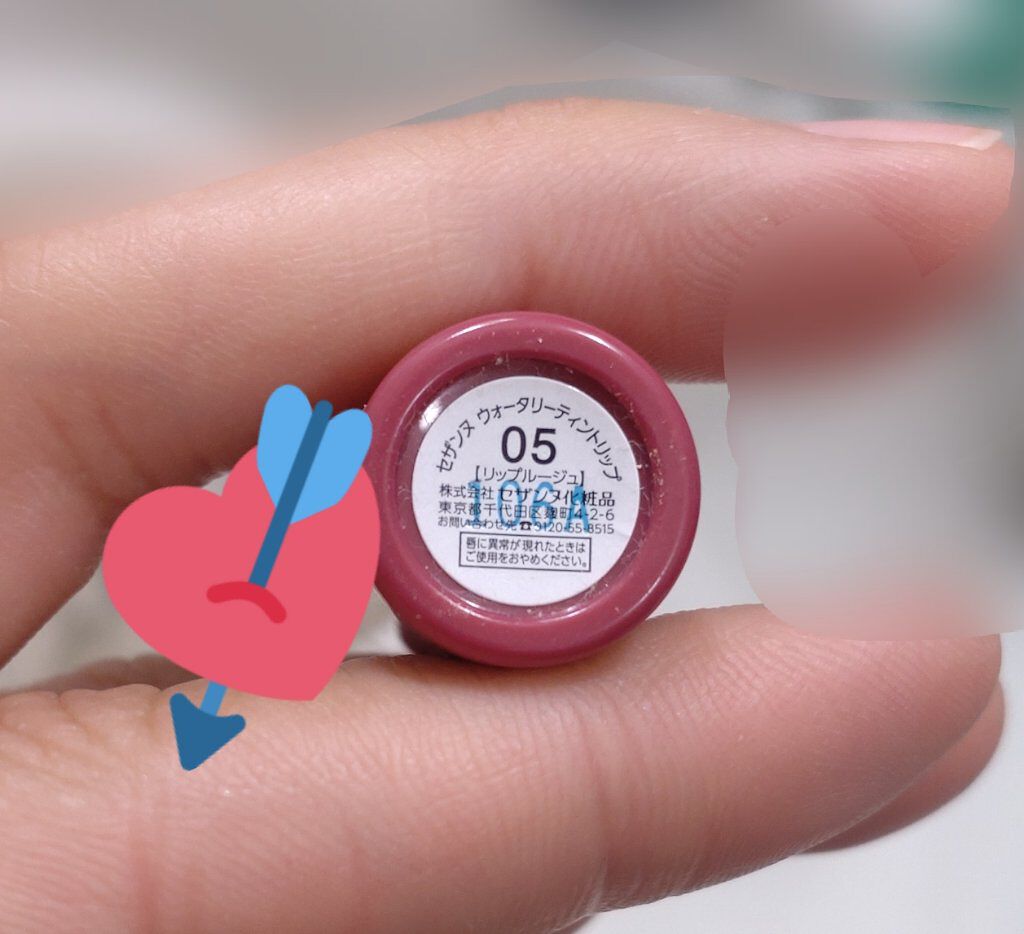 セザンヌ ウォータリーティントリップ
05
【リップルージュ】
株式会社 セザンヌ化粧品
東京都千代田区麹町4-2-6
お問い合わせ先☎0120-55-8515
106A
唇に異常が現れたときは
ご使用をおやめください。